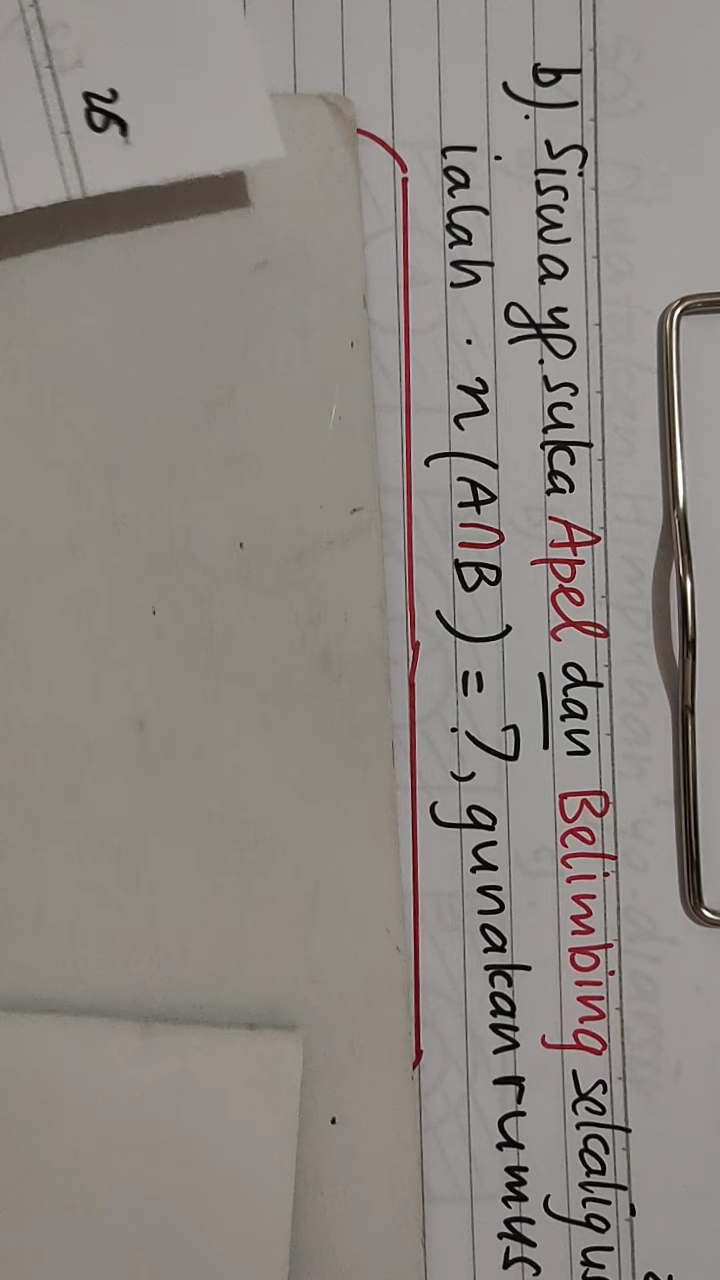 b). Siswa yg. suka Apel dan Belimbing sekaligus
ialah . n (A∩B) = ?, gunakan rumus
25